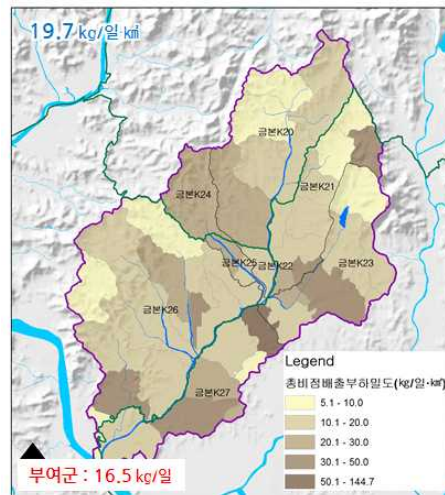 19.7 kg/일·㎢
금본K20
금본K21
금본K24
금본K25
금본K22
금본K23
금본K26
금본K27
Legend
총비점배출부하밀도(kg/일·㎢)
5.1 - 10.0
10.1 - 20.0
20.1 - 30.0
30.1 - 50.0
50.1 - 144.7
부여군 : 16.5 kg/일